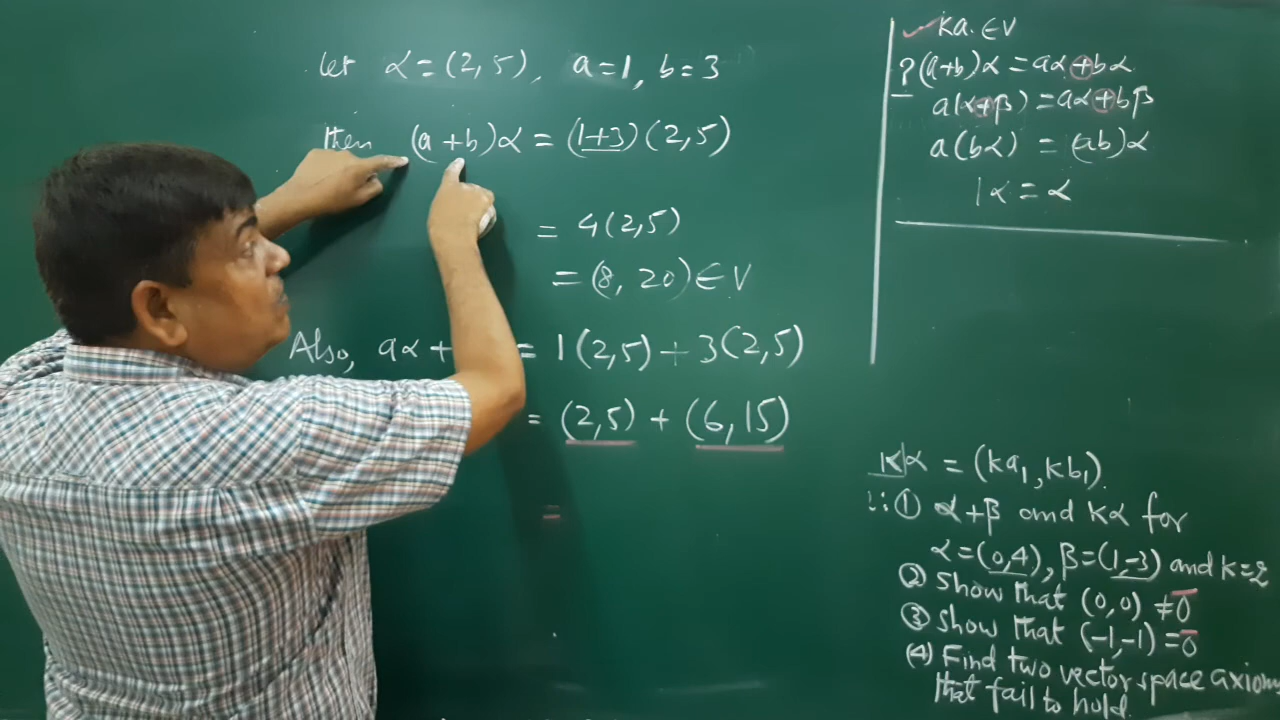 Let α = (2,5), a=1, b=3
then (a+b)α = (1+3)(2,5)
= 4(2,5)
= (8, 20) ∈ V
Also, aα + = 1(2,5) + 3(2,5)
= (2,5) + (6,15)
=
✓ ka ∈ V
? (a+b)α = aα + bα
a(α+β) = aα + bβ
a(bα) = (ab)α
1α = α
kα = (ka₁, kb₁).
① α+β and kα for
α=(0,4), β=(1,-3) and k=2
② Show that (0,0) ≠ 0̅
③ Show that (-1,-1) = 0̅
(4) Find two vector space axiom
that fail to hold.